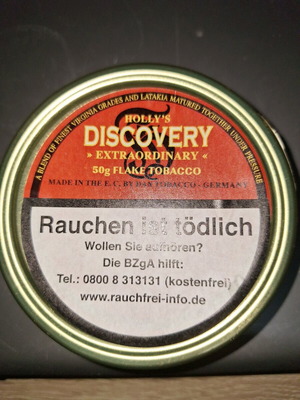 A BLEND OF FINEST VIRGINIA GRADES AND LATAKIA MATURED TOGETHER UNDER PRESSURE
HOLLY'S
DISCOVERY
EXTRAORDINARY
50g FLAKE TOBACCO
MADE IN THE E.C. BY DAN TOBACCO - GERMANY
Rauchen ist tödlich
Wollen Sie aufhören?
Die BZgA hilft:
Tel.: 0800 8 313131 (kostenfrei)
www.rauchfrei-info.de